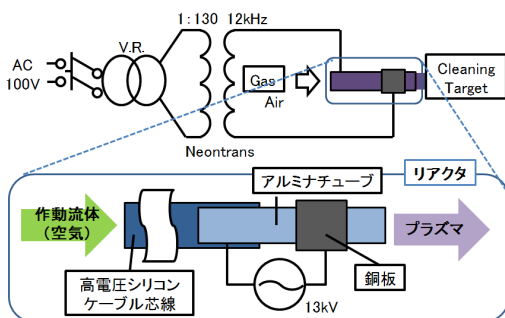 1:130 12kHz
V.R.
AC
100V
Gas
Air
Cleaning
Target
Neontrans
リアクタ
アルミナチューブ
作動流体
(空気)
プラズマ
高電圧シリコン
ケーブル芯線
13kV
銅板